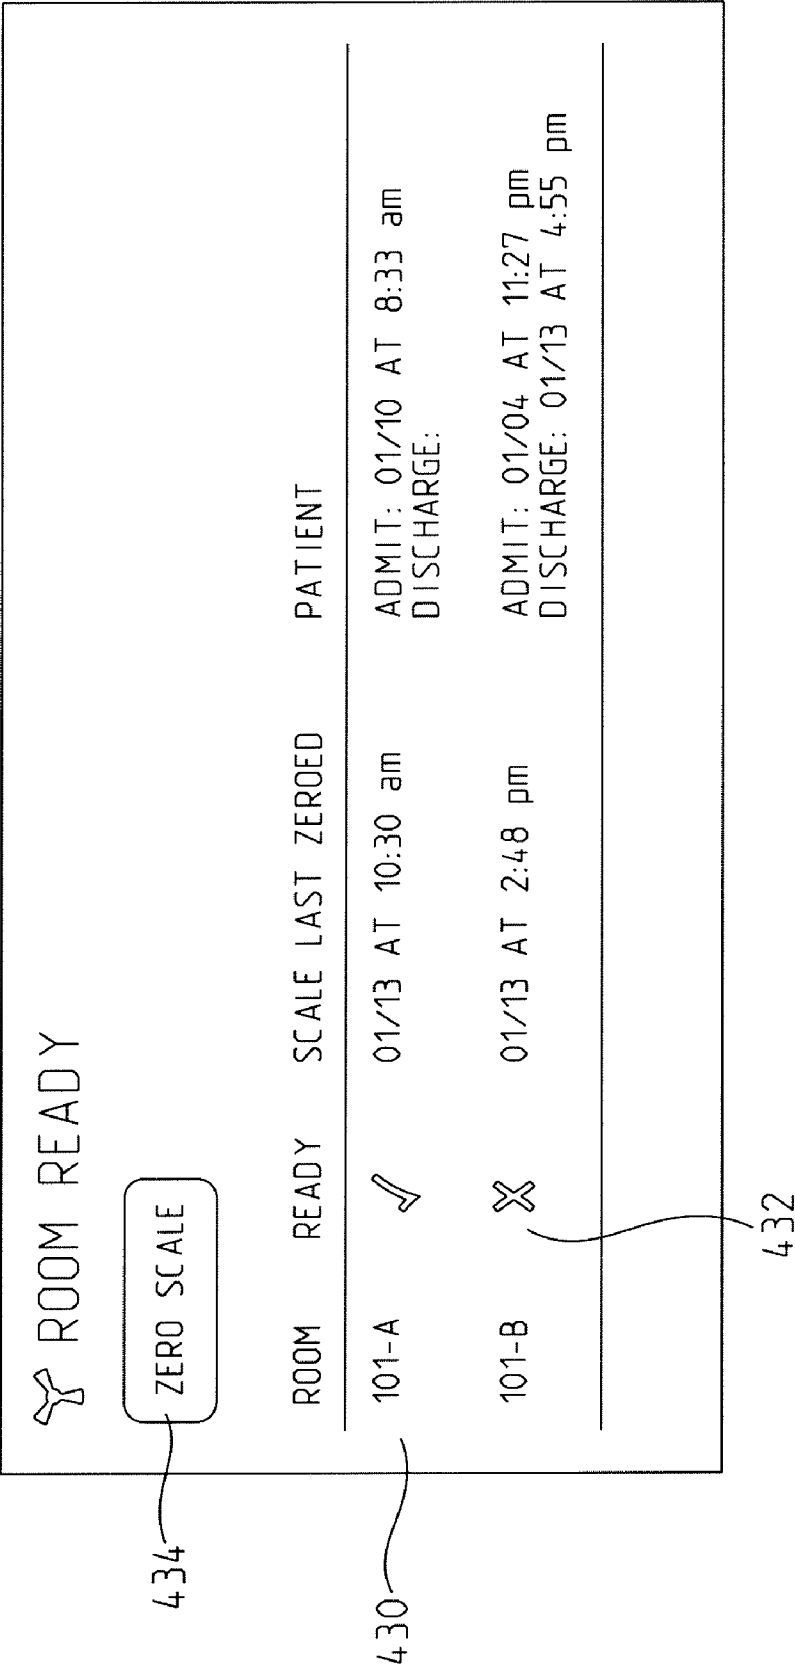 ROOM READY
ZERO SCALE
434
ROOM READY SCALE LAST ZEROED PATIENT
101-A ✓ 01/13 AT 10:30 am ADMIT: 01/10 AT 8:33 am
DISCHARGE:
430
101-B X 01/13 AT 2:48 pm ADMIT: 01/04 AT 11:27 pm
DISCHARGE: 01/13 AT 4:55 pm
432